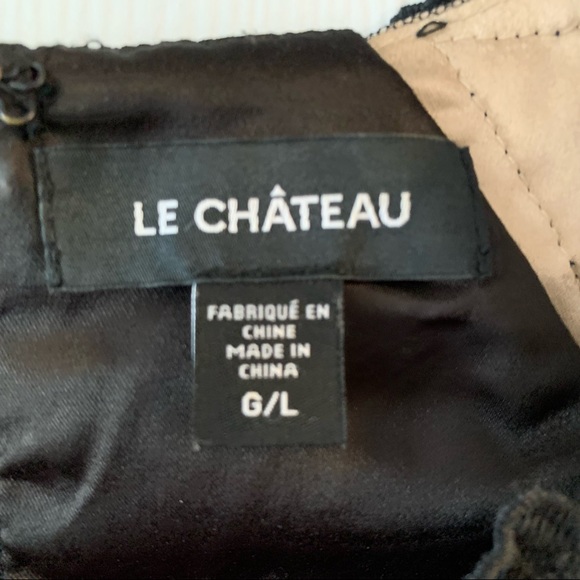 LE CHÂTEAU
FABRIQUÉ EN
CHINE
MADE IN
CHINA
G/L